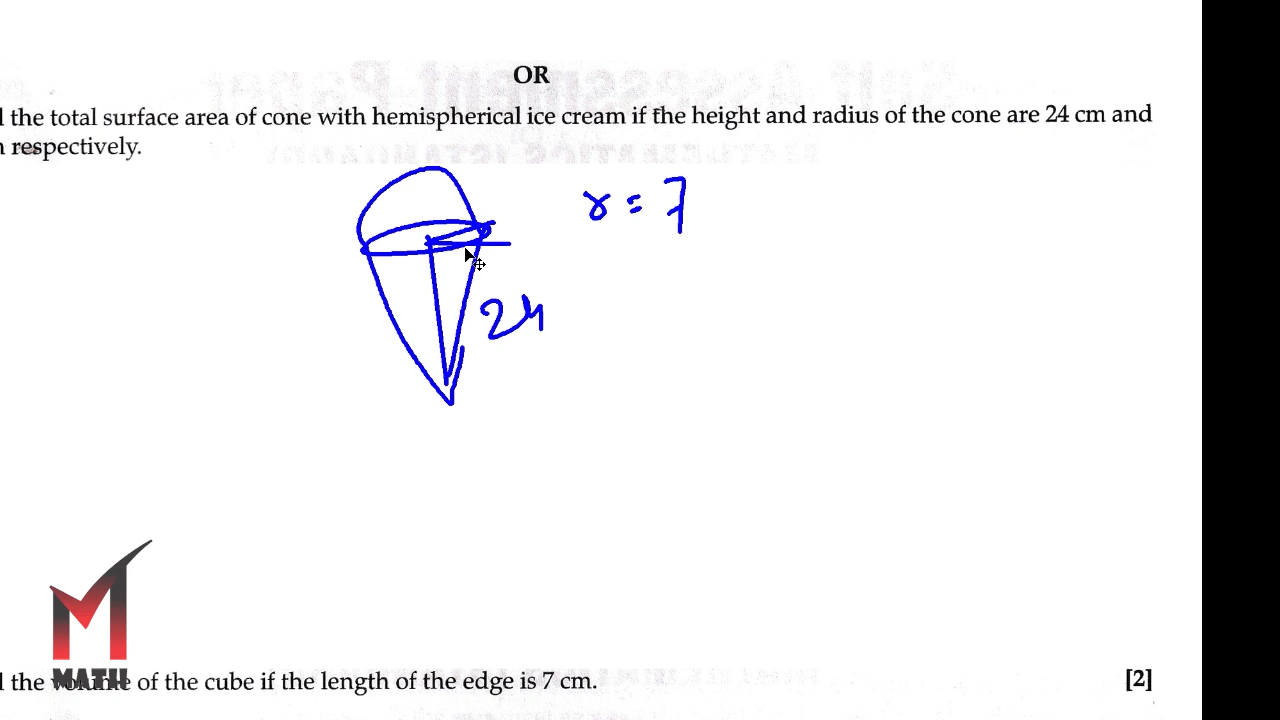 OR
the total surface area of cone with hemispherical ice cream if the height and radius of the cone are 24 cm and
respectively.
r = 7
24
MATH
the volume of the cube if the length of the edge is 7 cm. [2]